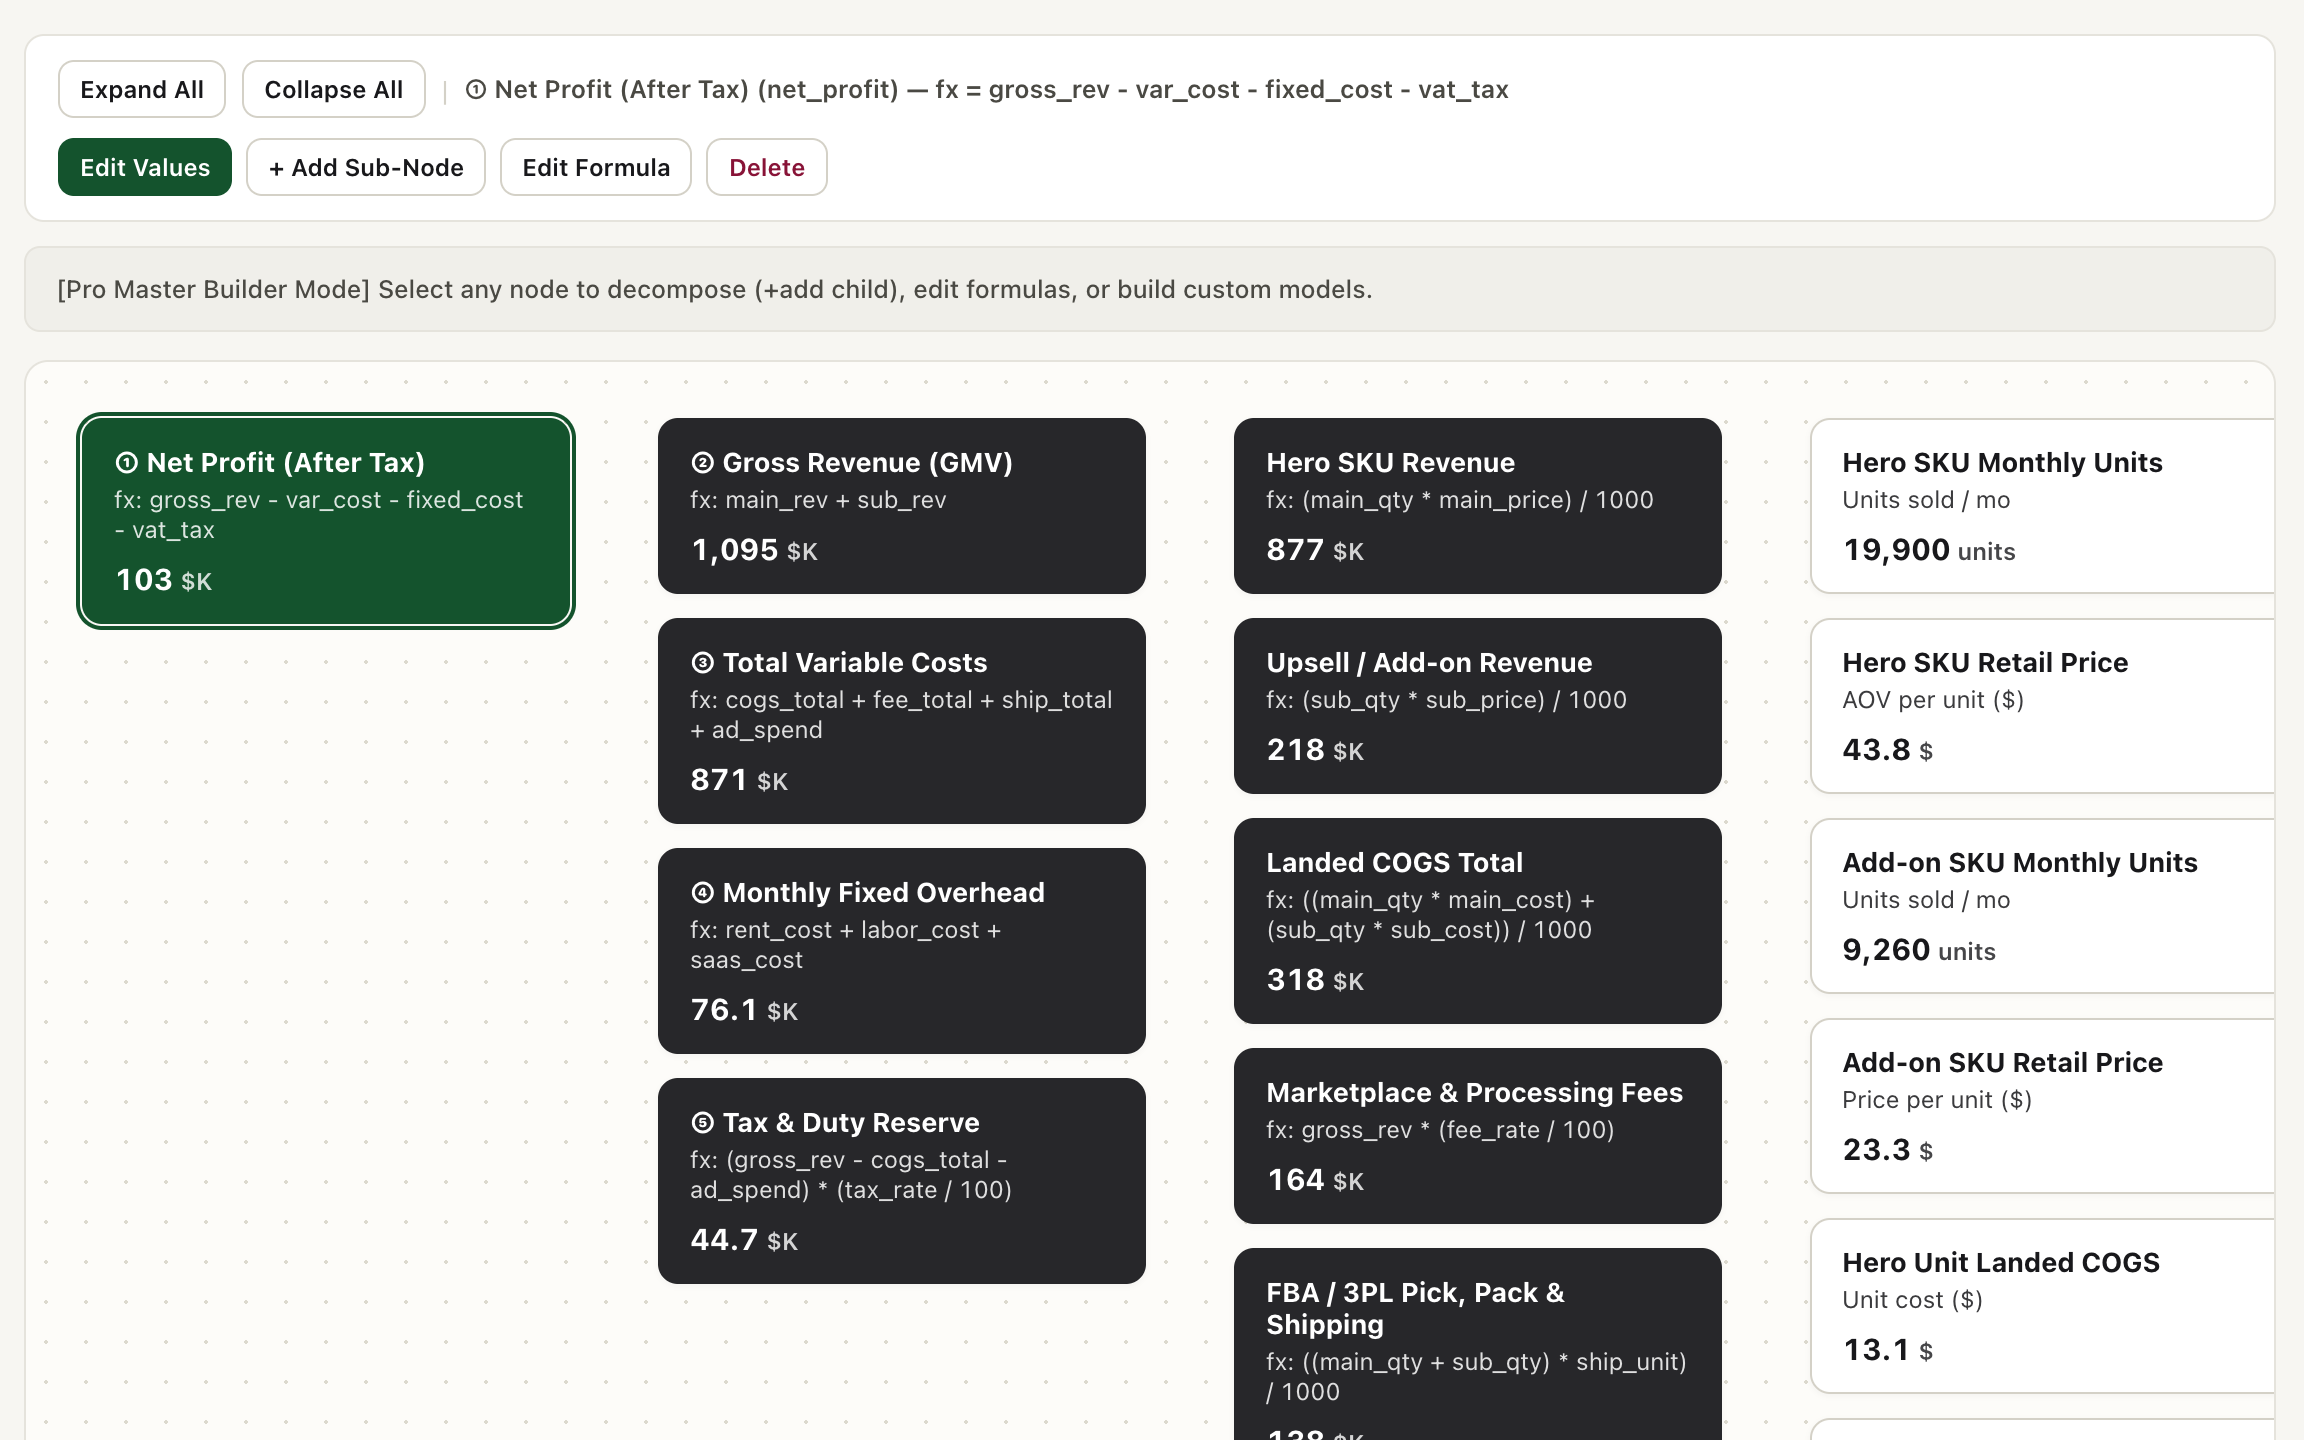 Expand All
Collapse All
| ① Net Profit (After Tax) (net_profit) — fx = gross_rev - var_cost - fixed_cost - vat_tax
Edit Values
+ Add Sub-Node
Edit Formula
Delete
[Pro Master Builder Mode] Select any node to decompose (+add child), edit formulas, or build custom models.
① Net Profit (After Tax)
fx: gross_rev - var_cost - fixed_cost
- vat_tax
103 $K
② Gross Revenue (GMV)
fx: main_rev + sub_rev
1,095 $K
③ Total Variable Costs
fx: cogs_total + fee_total + ship_total
+ ad_spend
871 $K
④ Monthly Fixed Overhead
fx: rent_cost + labor_cost +
saas_cost
76.1 $K
⑤ Tax & Duty Reserve
fx: (gross_rev - cogs_total -
ad_spend) * (tax_rate / 100)
44.7 $K
Hero SKU Revenue
fx: (main_qty * main_price) / 1000
877 $K
Upsell / Add-on Revenue
fx: (sub_qty * sub_price) / 1000
218 $K
Landed COGS Total
fx: ((main_qty * main_cost) +
(sub_qty * sub_cost)) / 1000
318 $K
Marketplace & Processing Fees
fx: gross_rev * (fee_rate / 100)
164 $K
FBA / 3PL Pick, Pack &
Shipping
fx: ((main_qty + sub_qty) * ship_unit)
/ 1000
Hero SKU Monthly Units
Units sold / mo
19,900 units
Hero SKU Retail Price
AOV per unit ($)
43.8 $
Add-on SKU Monthly Units
Units sold / mo
9,260 units
Add-on SKU Retail Price
Price per unit ($)
23.3 $
Hero Unit Landed COGS
Unit cost ($)
13.1 $